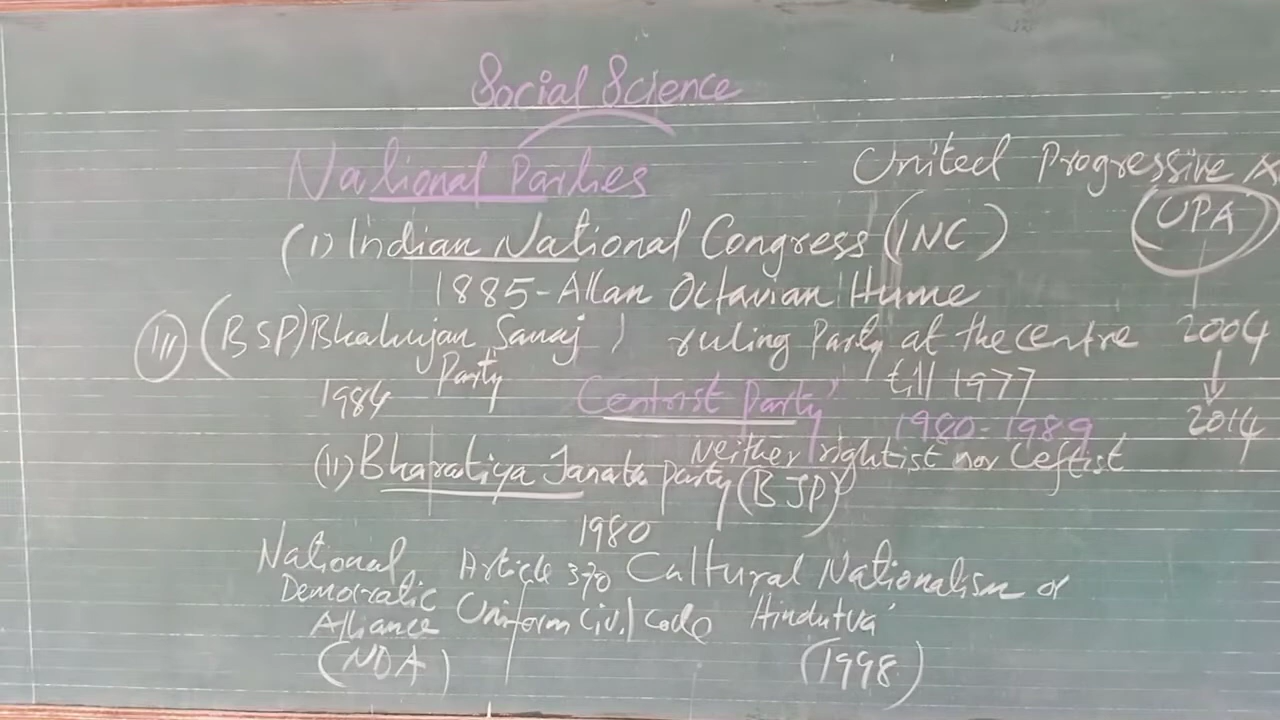 Social Science
National Parties
United Progressive A
(UPA)
(I) Indian National Congress (INC)
1885-Allan Octavian Hume
(III) (BSP) Bhahujan Samaj
Party
1984
ruling Party at the centre
till 1977
2004
2014
Centrist Party
1980-1989
Neither rightist nor Leftist
(II) Bharatiya Janata party (BJP)
1980
National
Democratic
Alliance
(NDA)
Article 370
Uniform Civil Code
Cultural Nationalism or
Hindutva
(1998)